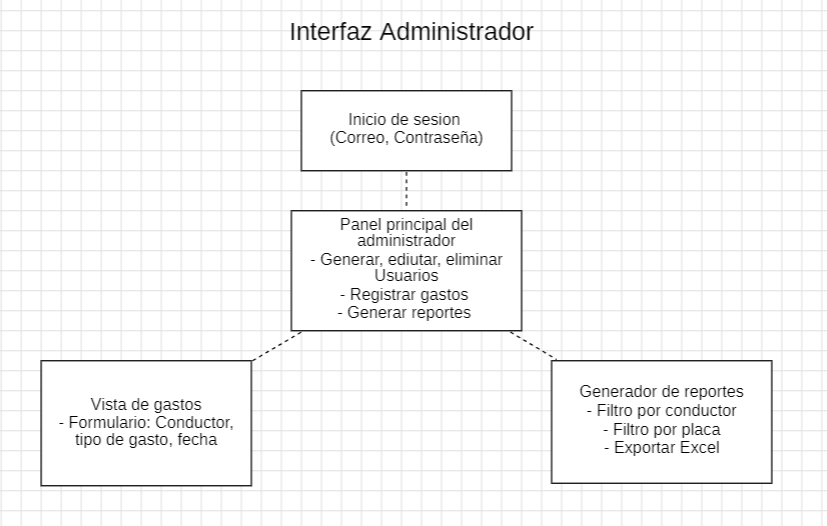 Interfaz Administrador
Inicio de sesion
(Correo, Contraseña)
Panel principal del
administrador
- Generar, ediutar, eliminar
Usuarios
- Registrar gastos
- Generar reportes
Vista de gastos
- Formulario: Conductor,
tipo de gasto, fecha
Generador de reportes
- Filtro por conductor
- Filtro por placa
- Exportar Excel